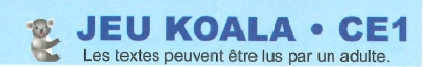 JEU KOALA • CE1
Les textes peuvent être lus par un adulte.